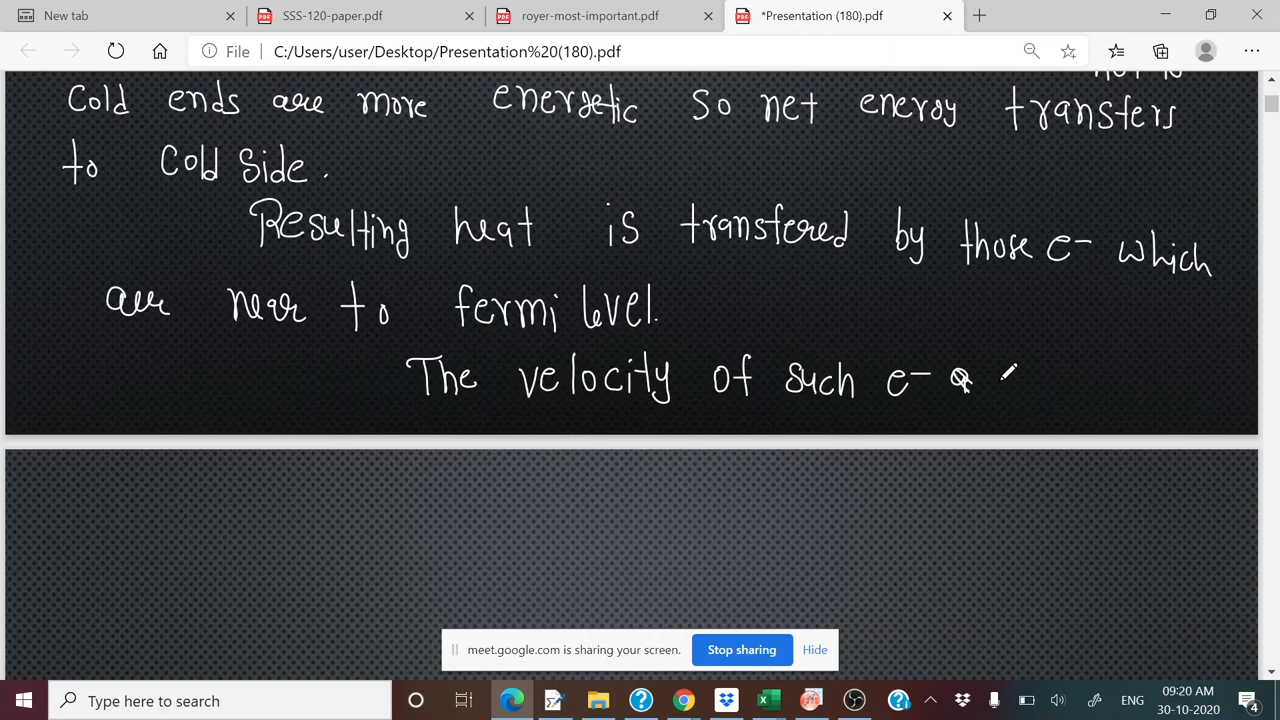 New tab
SSS-120-paper.pdf
royer-most-important.pdf
*Presentation (180).pdf
File
C:/Users/user/Desktop/Presentation%20(180).pdf
Cold ends are more energetic so net energy transfers
to cold side.
Resulting heat is transfered by those e- which
are near to fermi level.
The velocity of such e-
meet.google.com is sharing your screen.
Stop sharing
Hide
Type here to search
ENG
09:20 AM
30-10-2020
4